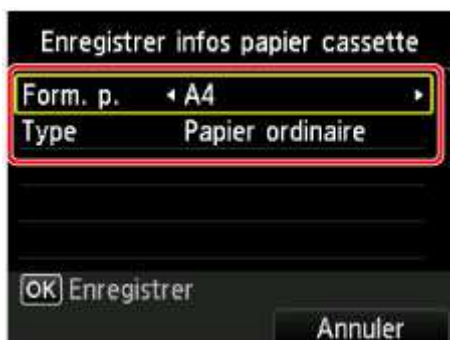 Enregistrer infos papier cassette
Form. p. A4
Type Papier ordinaire
OK Enregistrer
Annuler